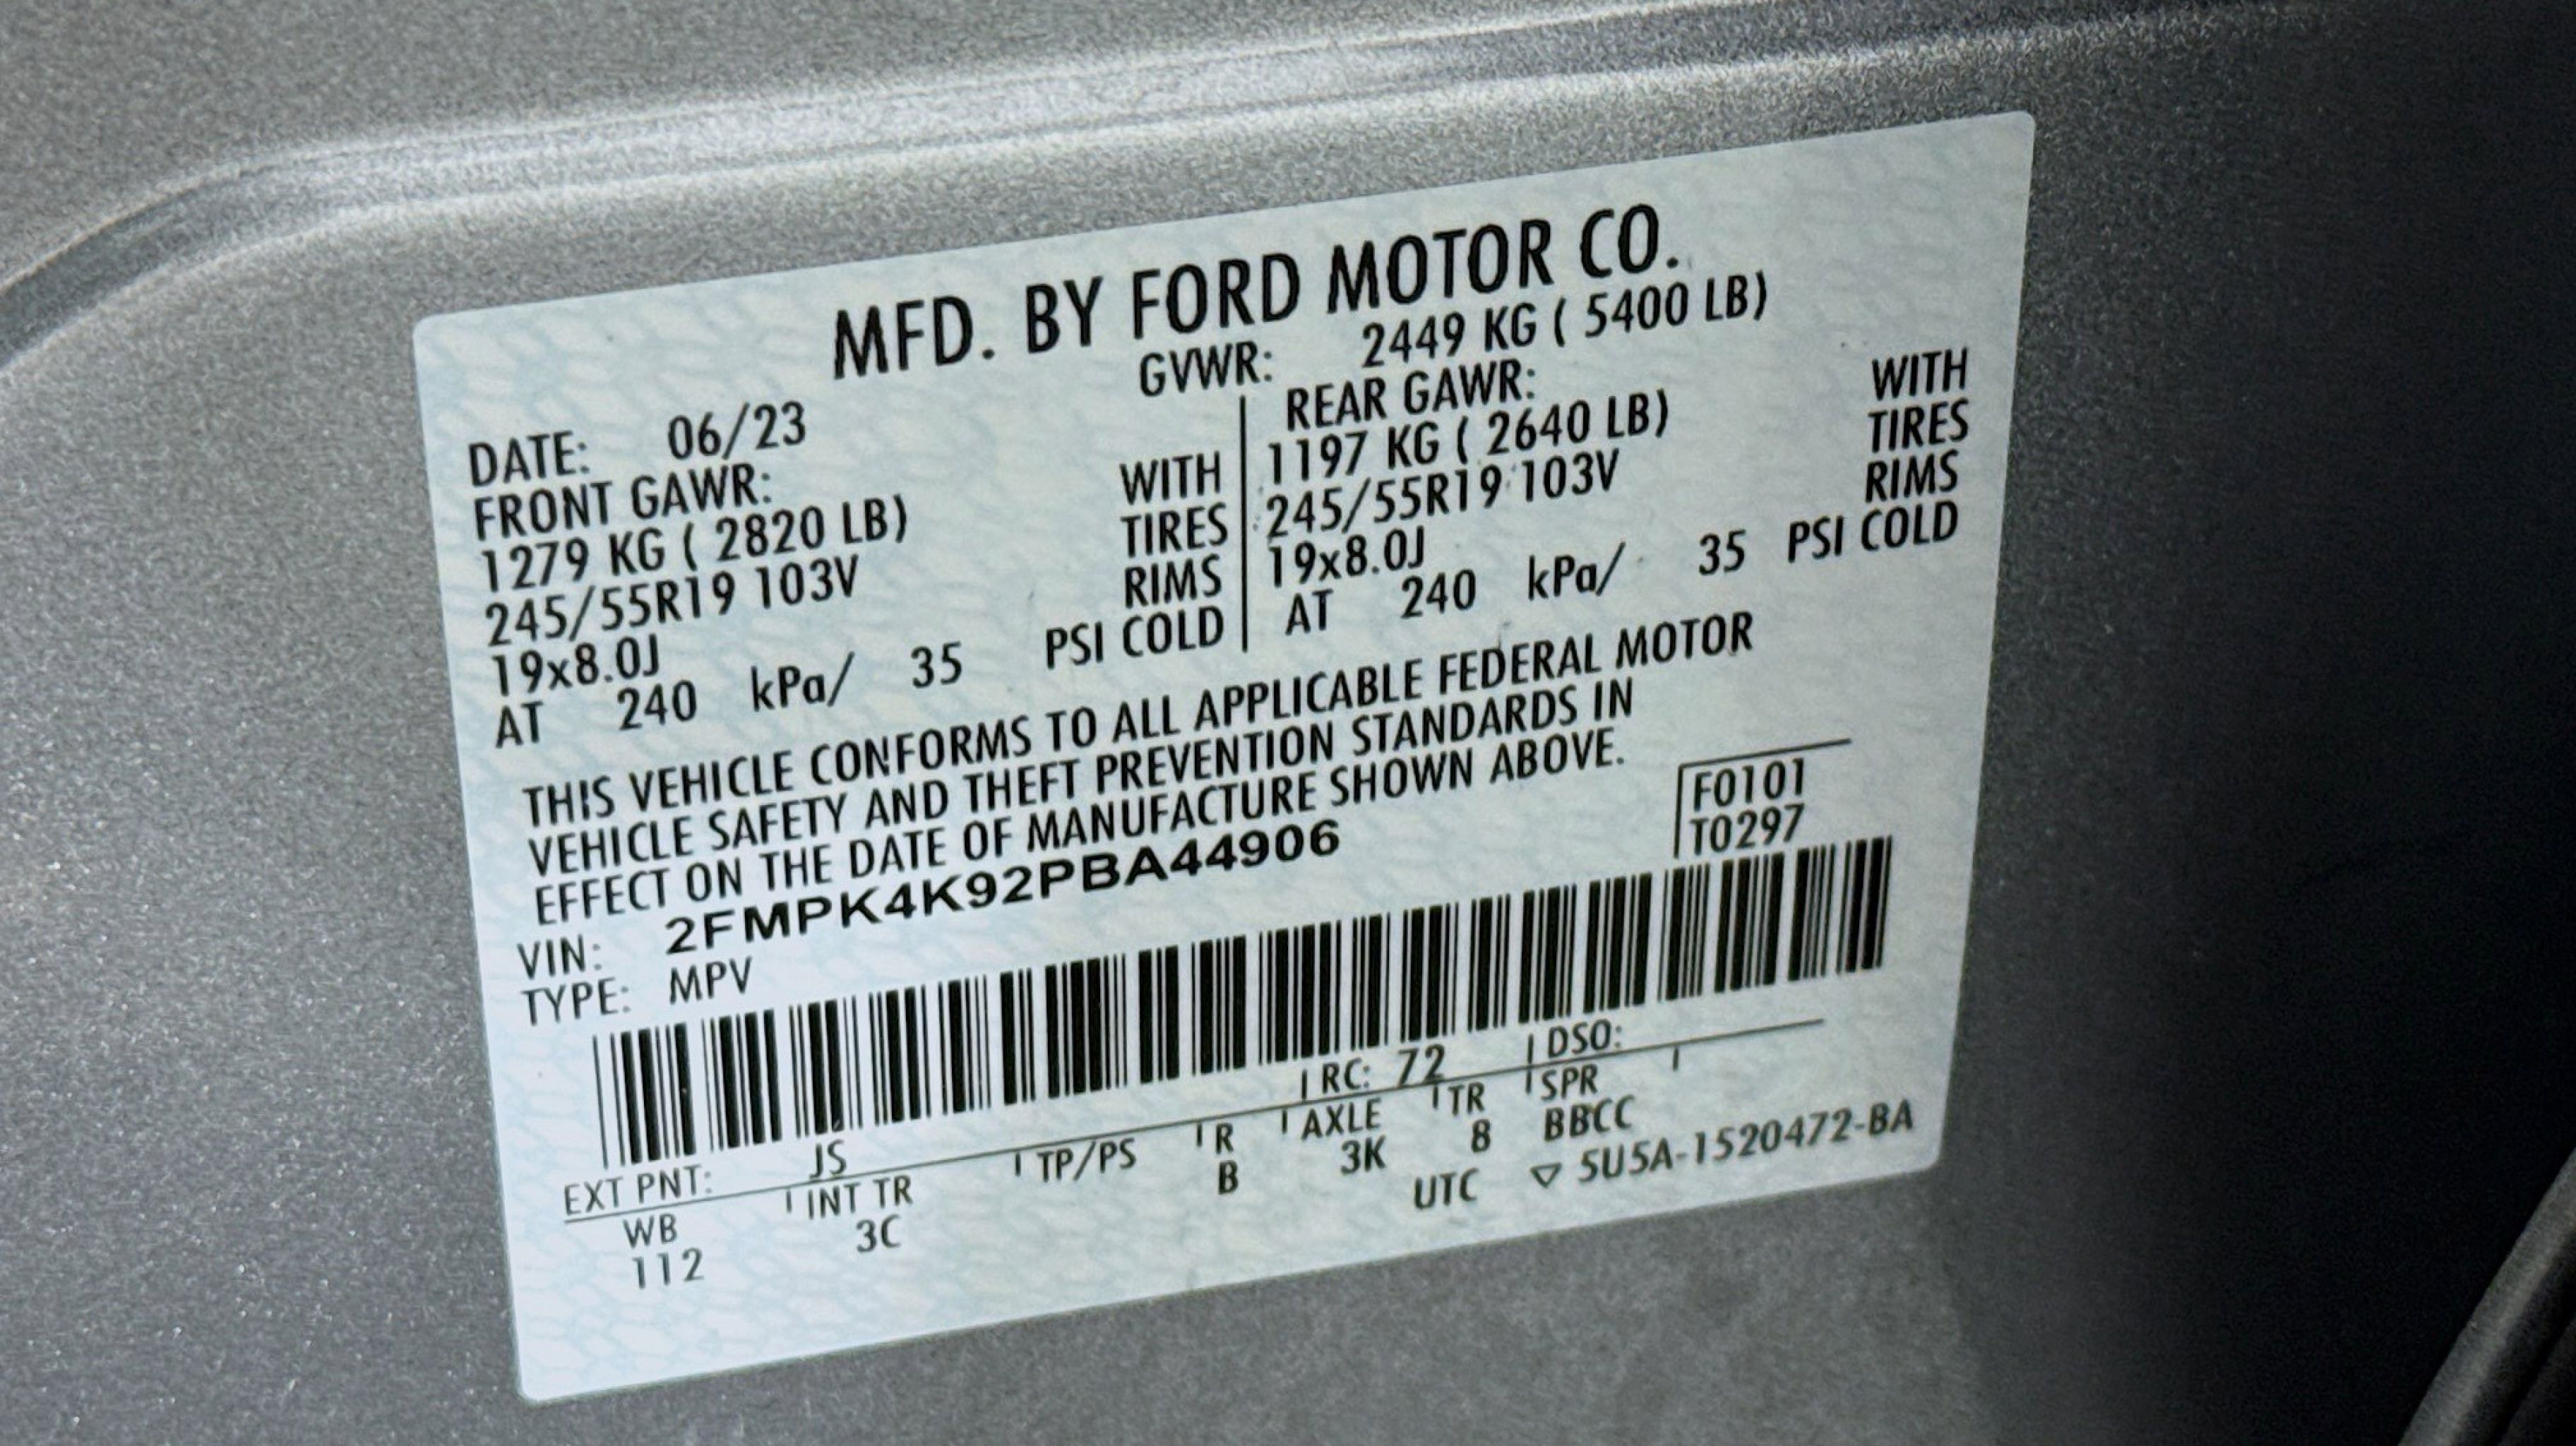 MFD. BY FORD MOTOR CO.
DATE: 06/23 GVWR: 2449 KG ( 5400 LB)
FRONT GAWR:
1279 KG ( 2820 LB) WITH
245/55R19 103V TIRES
19x8.0J RIMS
AT 240 kPa/ 35 PSI COLD
REAR GAWR:
1197 KG ( 2640 LB) WITH
245/55R19 103V TIRES
19x8.0J RIMS
AT 240 kPa/ 35 PSI COLD
THIS VEHICLE CONFORMS TO ALL APPLICABLE FEDERAL MOTOR
VEHICLE SAFETY AND THEFT PREVENTION STANDARDS IN
EFFECT ON THE DATE OF MANUFACTURE SHOWN ABOVE.
F0101
T0297
VIN: 2FMPK4K92PBA44906
TYPE: MPV
EXT PNT: JS RC: 72 DSO:
WB INT TR TP/PS R AXLE TR SPR
112 3C B 3K 8 BBCC
UTC ▽ 5U5A-1520472-BA